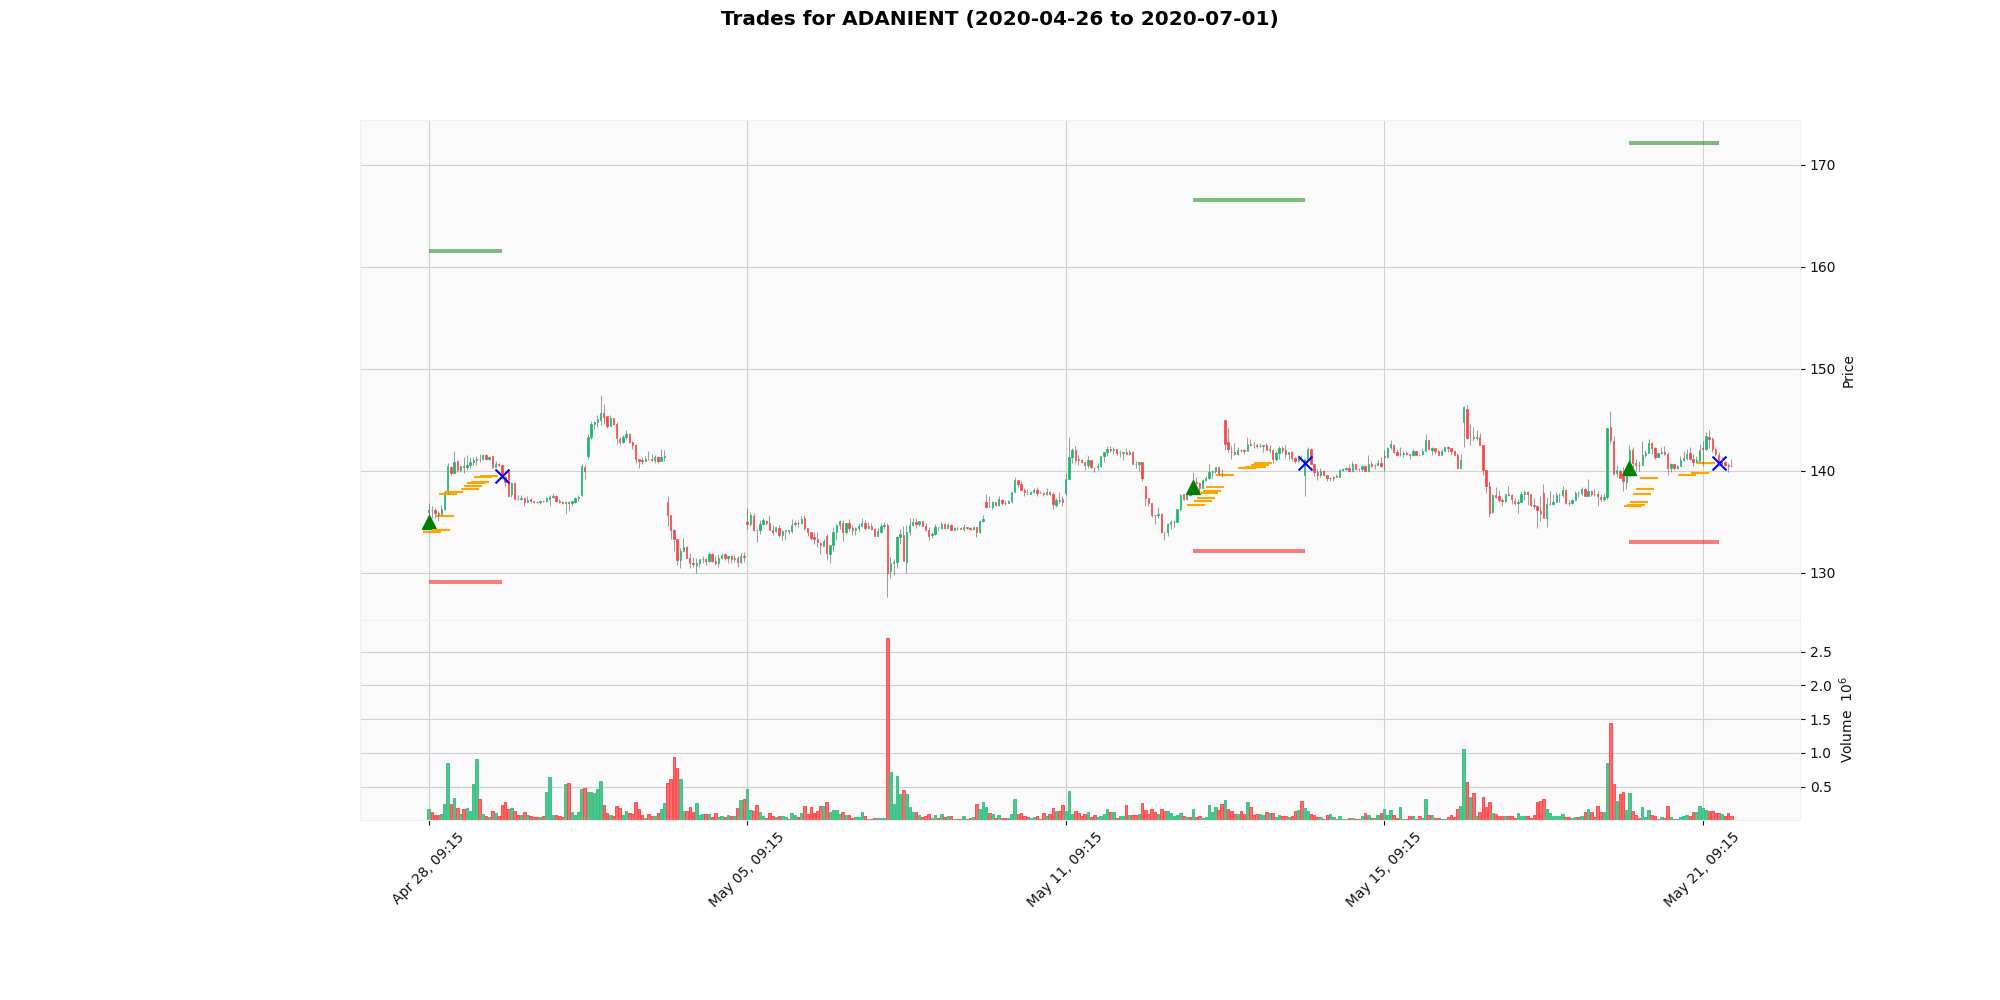 Trades for ADANIENT (2020-04-26 to 2020-07-01)
170
160
150
140
130
Price
2.5
2.0
1.5
1.0
0.5
Volume 10^6
Apr 28, 09:15
May 05, 09:15
May 11, 09:15
May 15, 09:15
May 21, 09:15